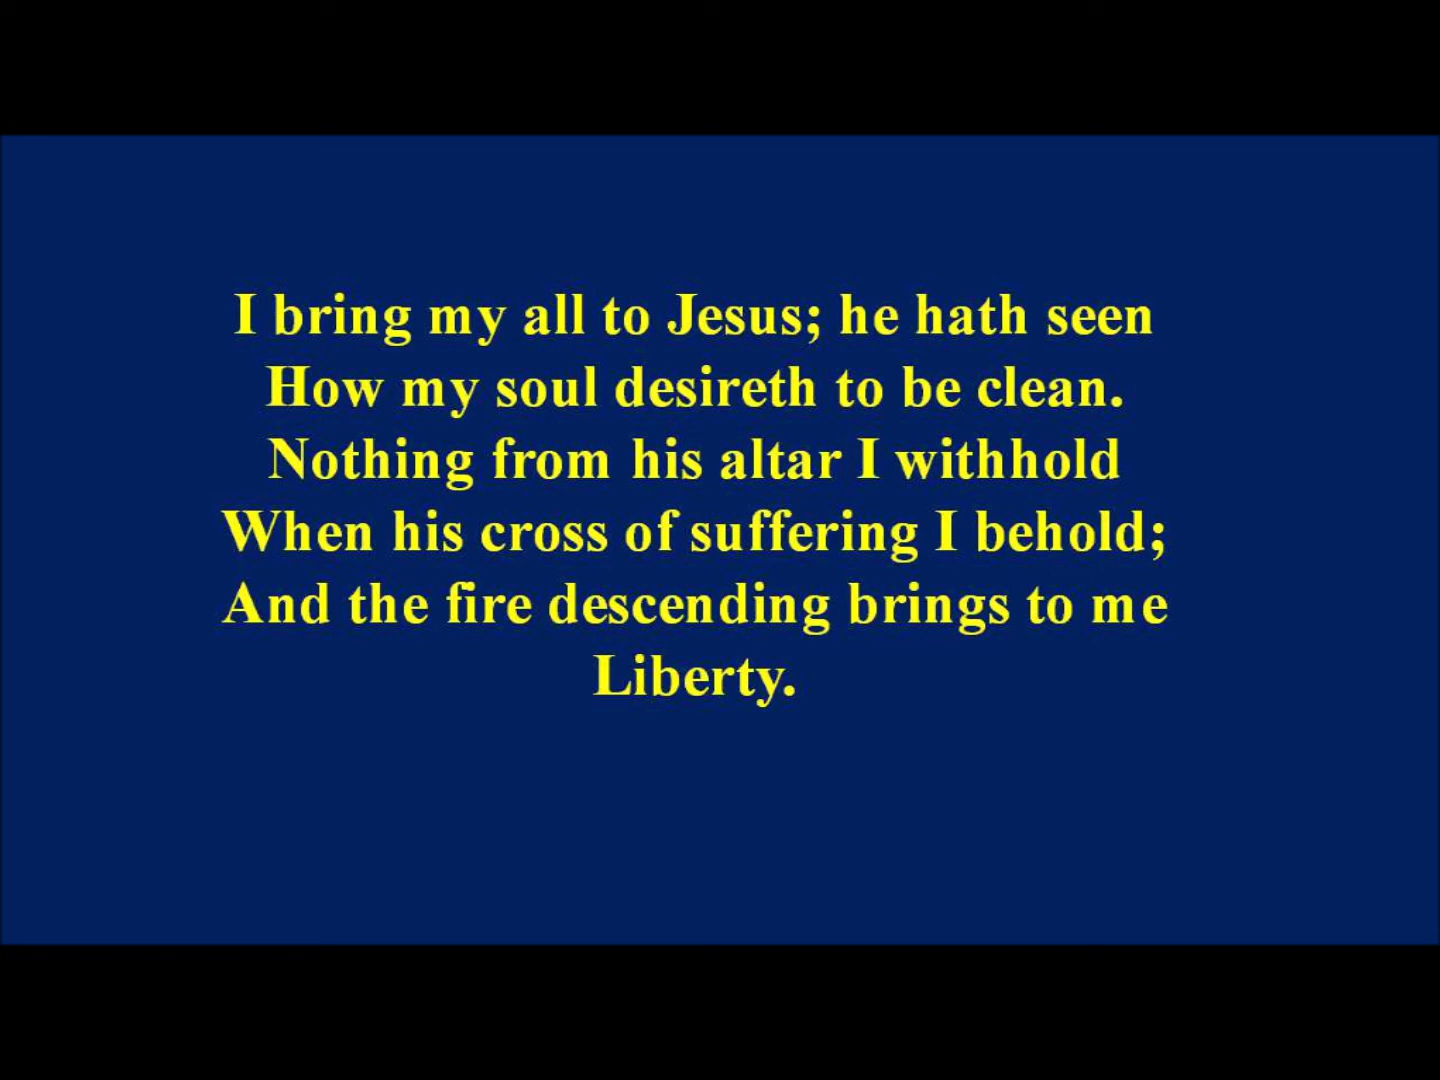 I bring my all to Jesus; he hath seen
How my soul desireth to be clean.
Nothing from his altar I withhold
When his cross of suffering I behold;
And the fire descending brings to me
Liberty.